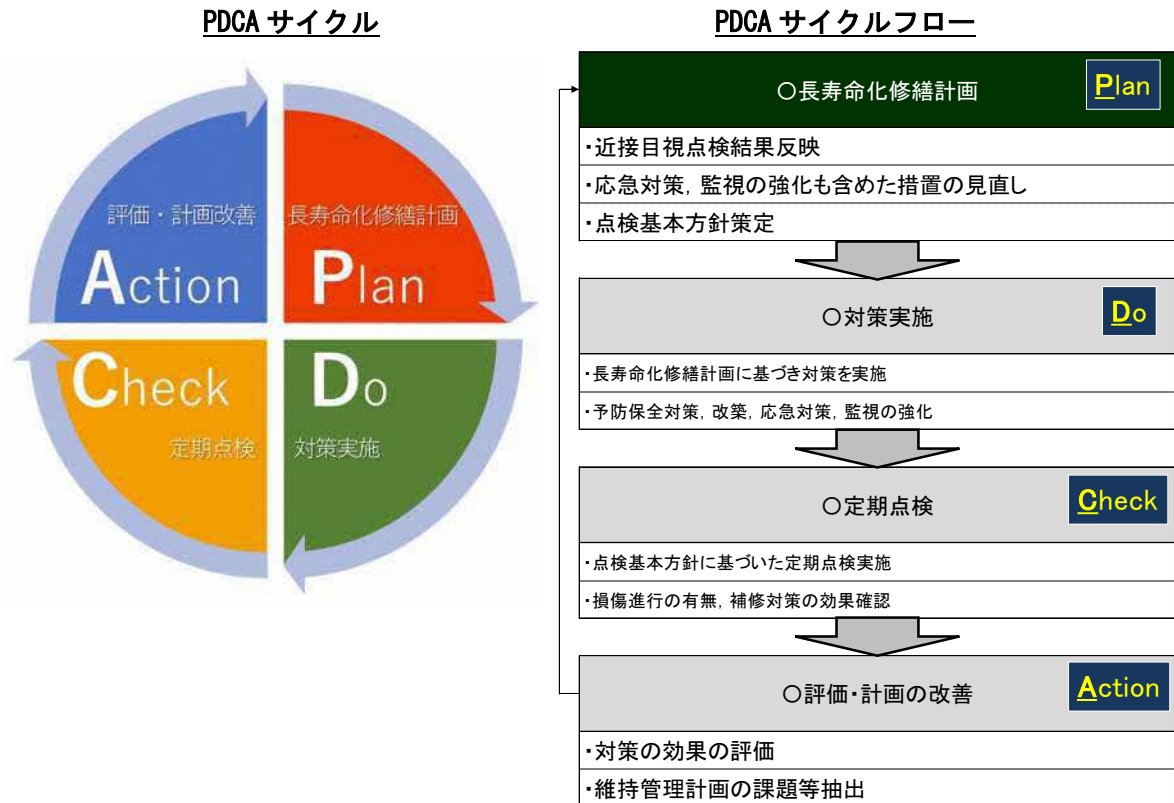 PDCA サイクル
評価・計画改善
Action
長寿命化修繕計画
Plan
Check
定期点検
Do
対策実施
PDCA サイクルフロー
○長寿命化修繕計画
Plan
・近接目視点検結果反映
・応急対策，監視の強化も含めた措置の見直し
・点検基本方針策定
○対策実施
Do
・長寿命化修繕計画に基づき対策を実施
・予防保全対策，改築，応急対策，監視の強化
○定期点検
Check
・点検基本方針に基づいた定期点検実施
・損傷進行の有無，補修対策の効果確認
○評価・計画の改善
Action
・対策の効果の評価
・維持管理計画の課題等抽出